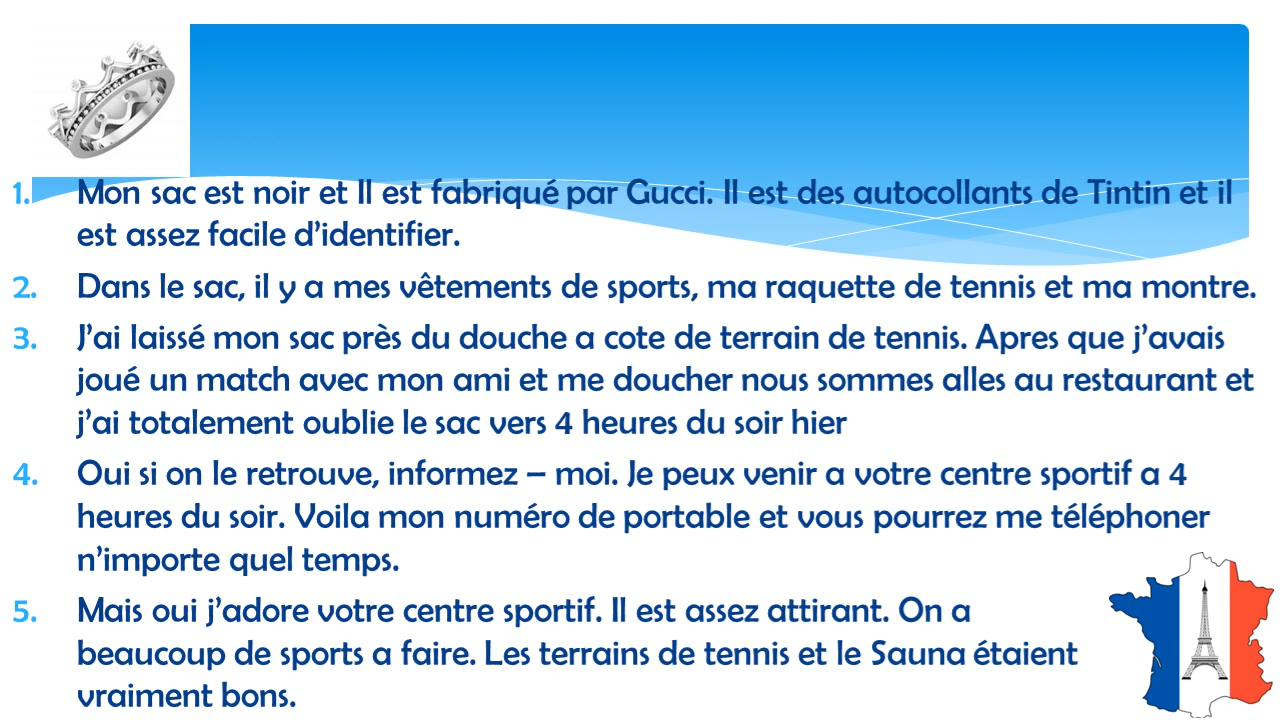 1. Mon sac est noir et Il est fabriqué par Gucci. Il est des autocollants de Tintin et il
est assez facile d’identifier.
2. Dans le sac, il y a mes vêtements de sports, ma raquette de tennis et ma montre.
3. J’ai laissé mon sac près du douche a cote de terrain de tennis. Apres que j’avais
joué un match avec mon ami et me doucher nous sommes alles au restaurant et
j’ai totalement oublie le sac vers 4 heures du soir hier
4. Oui si on le retrouve, informez – moi. Je peux venir a votre centre sportif a 4
heures du soir. Voila mon numéro de portable et vous pourrez me téléphoner
n’importe quel temps.
5. Mais oui j’adore votre centre sportif. Il est assez attirant. On a
beaucoup de sports a faire. Les terrains de tennis et le Sauna étaient
vraiment bons.